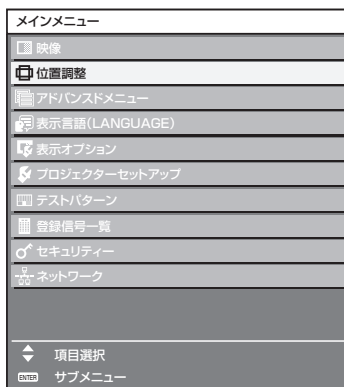 メインメニュー
映像
位置調整
アドバンスドメニュー
表示言語(LANGUAGE)
表示オプション
プロジェクターセットアップ
テストパターン
登録信号一覧
セキュリティー
ネットワーク
項目選択
ENTER サブメニュー